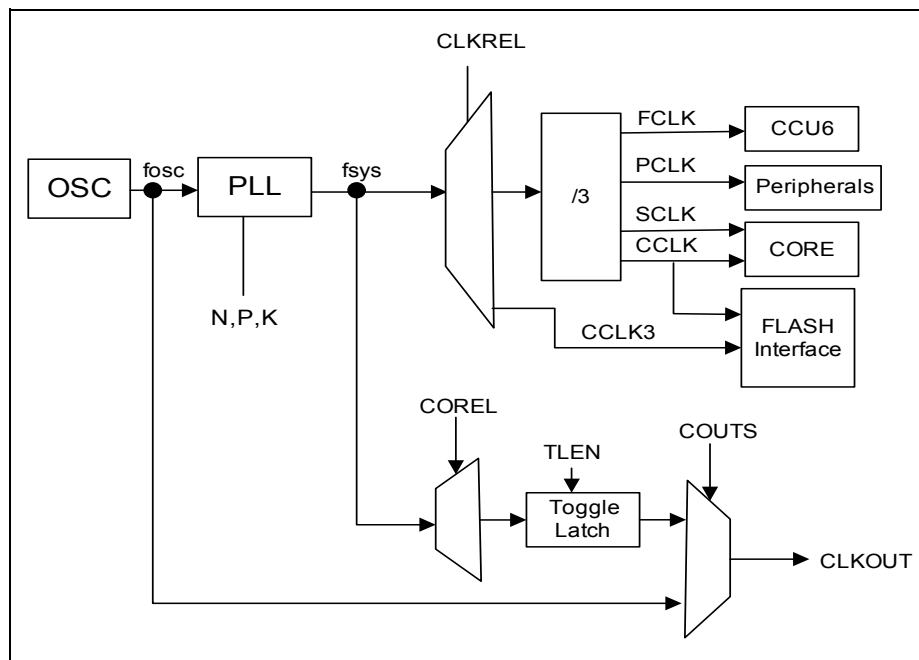 CLKREL
FCLK
CCU6
PCLK
Peripherals
OSC
fosc
PLL
fsys
/3
SCLK
CCLK
CORE
N,P,K
CCLK3
FLASH
Interface
COREL
TLEN
COUTS
Toggle
Latch
CLKOUT